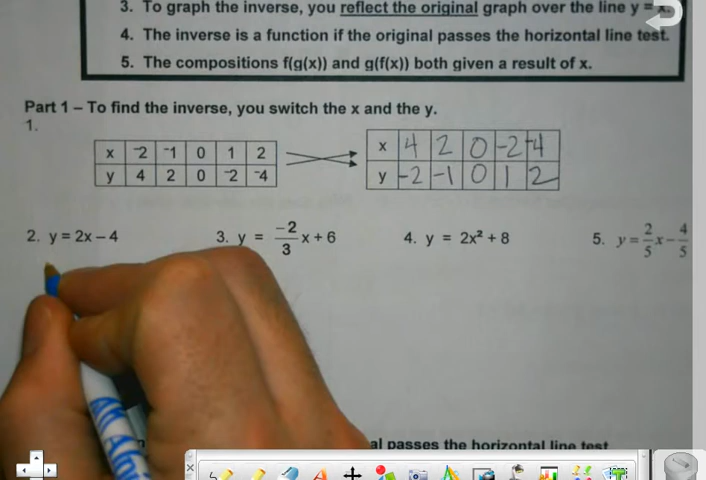 3. To graph the inverse, you reflect the original graph over the line y = x.
4. The inverse is a function if the original passes the horizontal line test.
5. The compositions f(g(x)) and g(f(x)) both given a result of x.
Part 1 – To find the inverse, you switch the x and the y.
1.
x -2 -1 0 1 2
y 4 2 0 -2 -4
x 4 2 0 -2 -4
y -2 -1 0 1 2
2. y = 2x – 4
3. y = -2/3 x + 6
4. y = 2x² + 8
5. y = 2/5 x – 4/5
al passes the horizontal line test